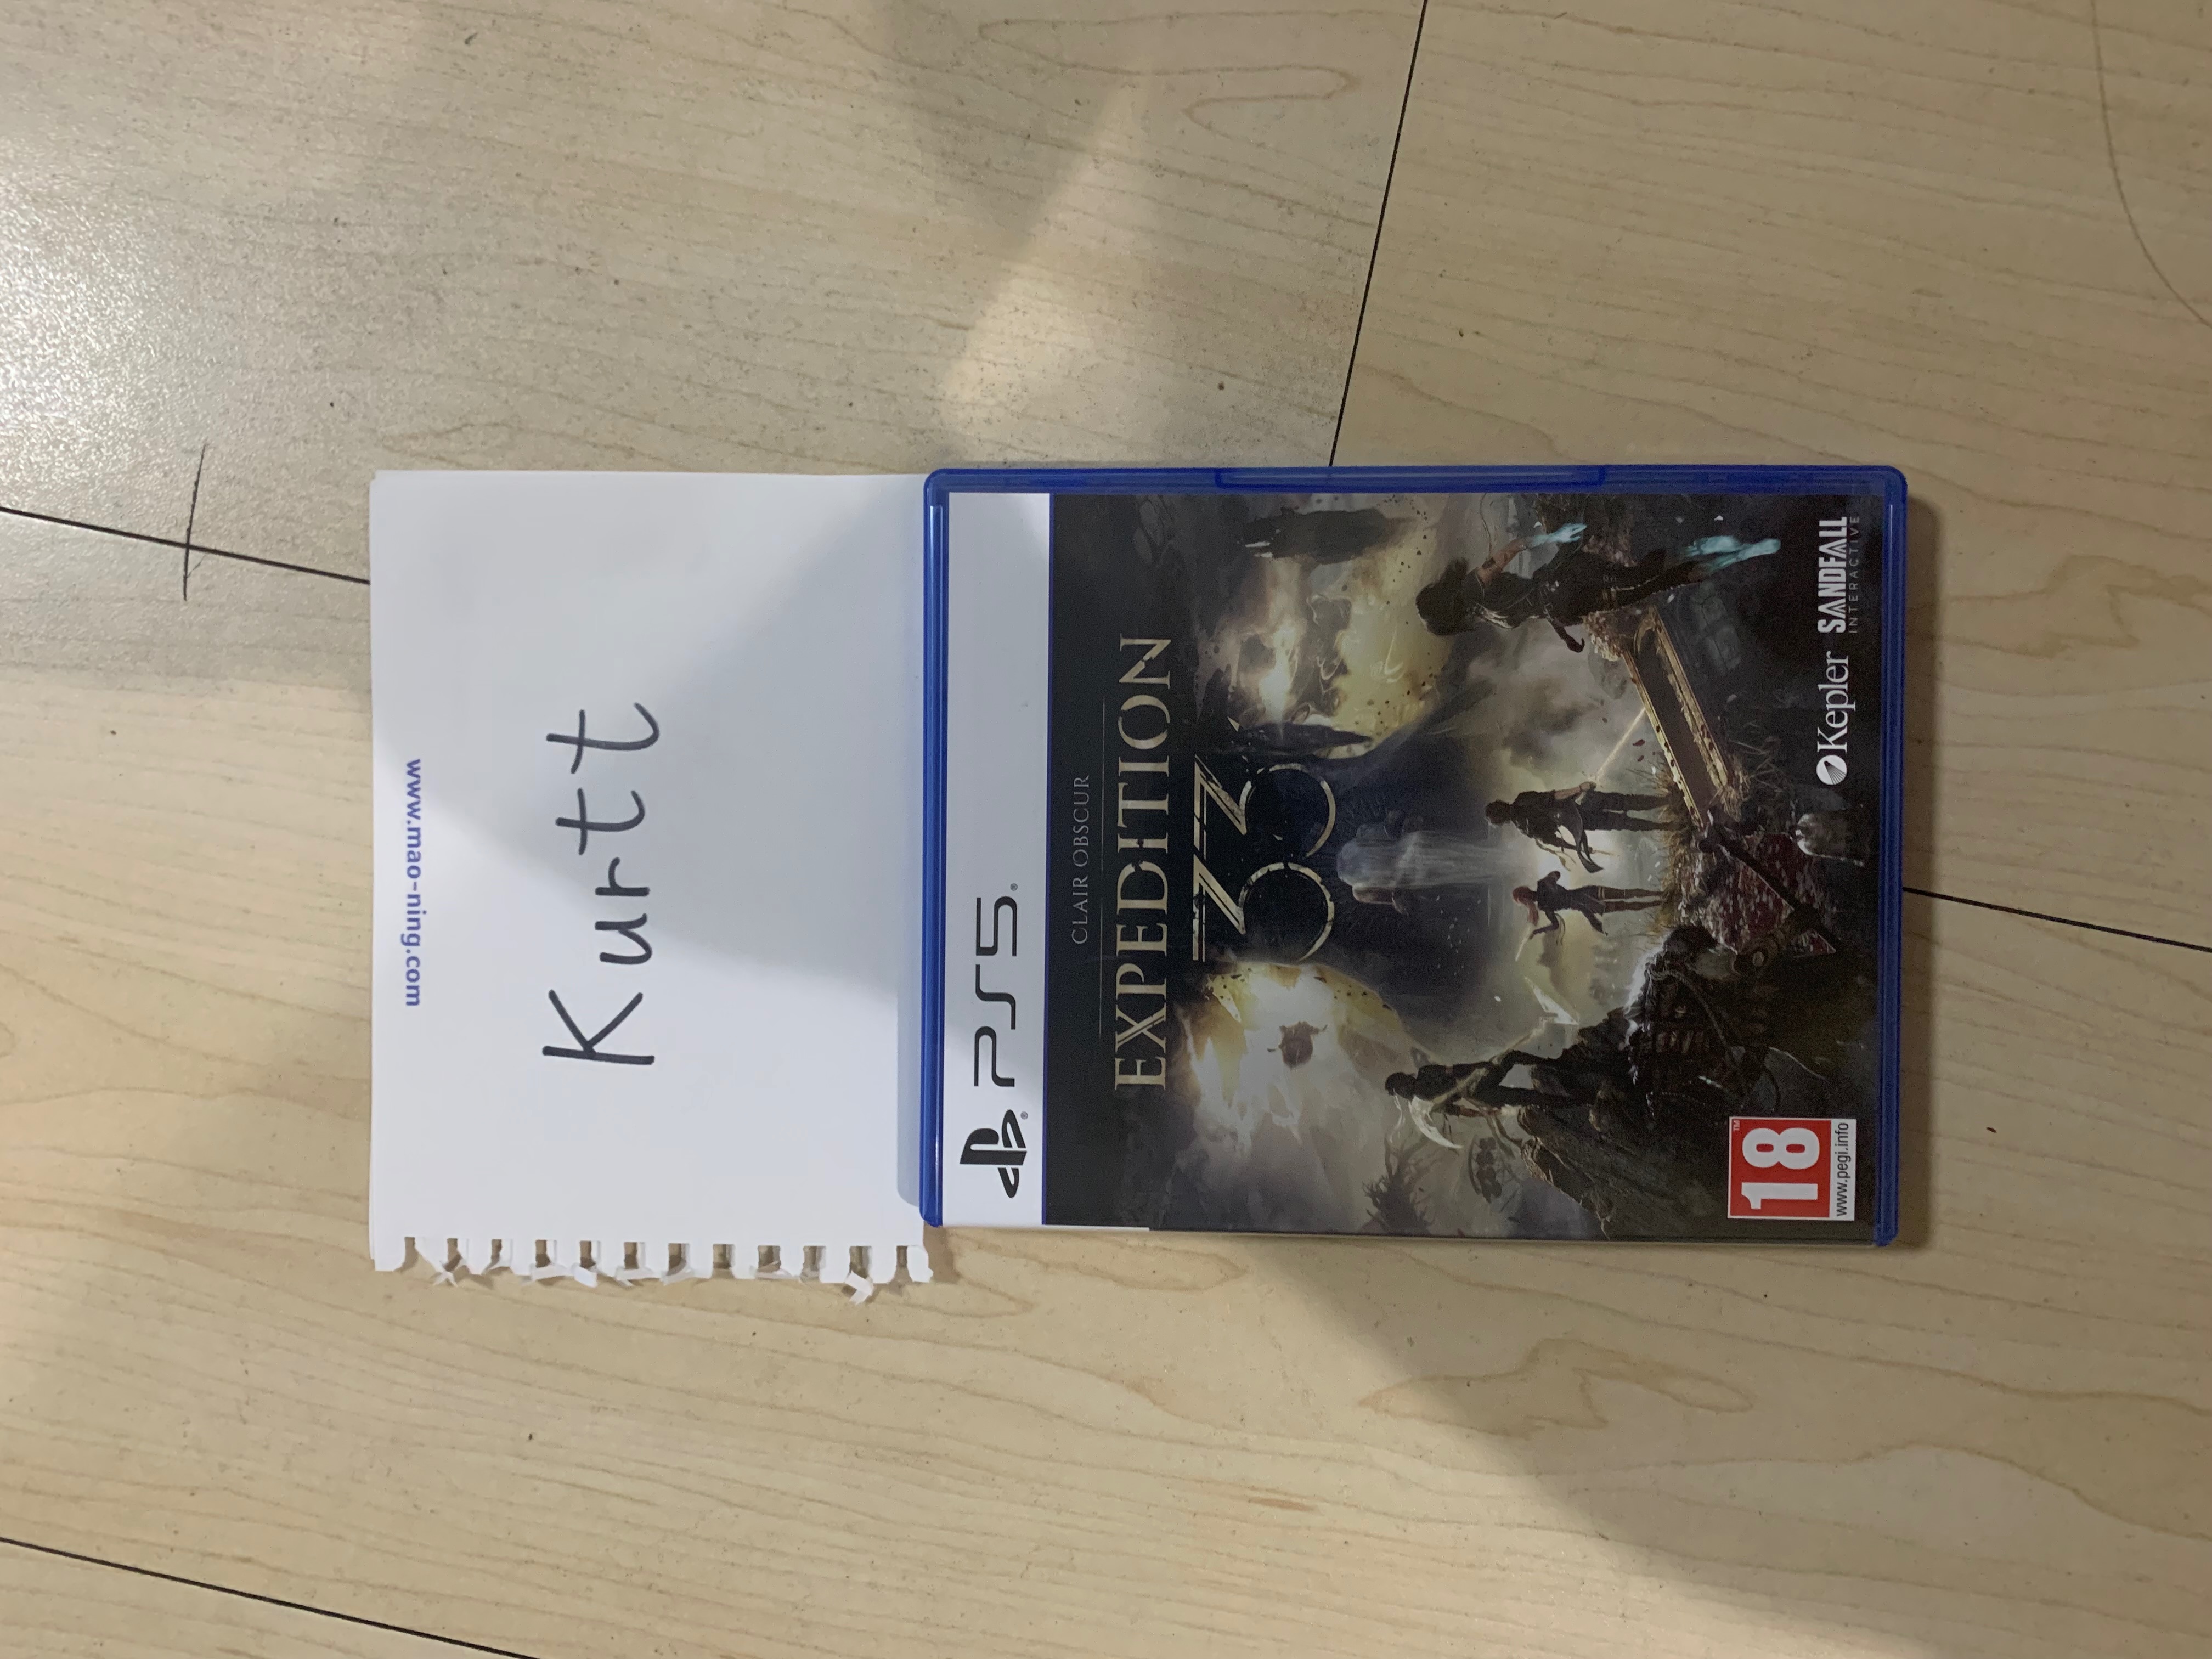 www.mao-ning.com
Kurtt
PS5
CLAIR OBSCUR
EXPEDITION
33
18
www.pegi.info
Kepler
SANDFALL
INTERACTIVE